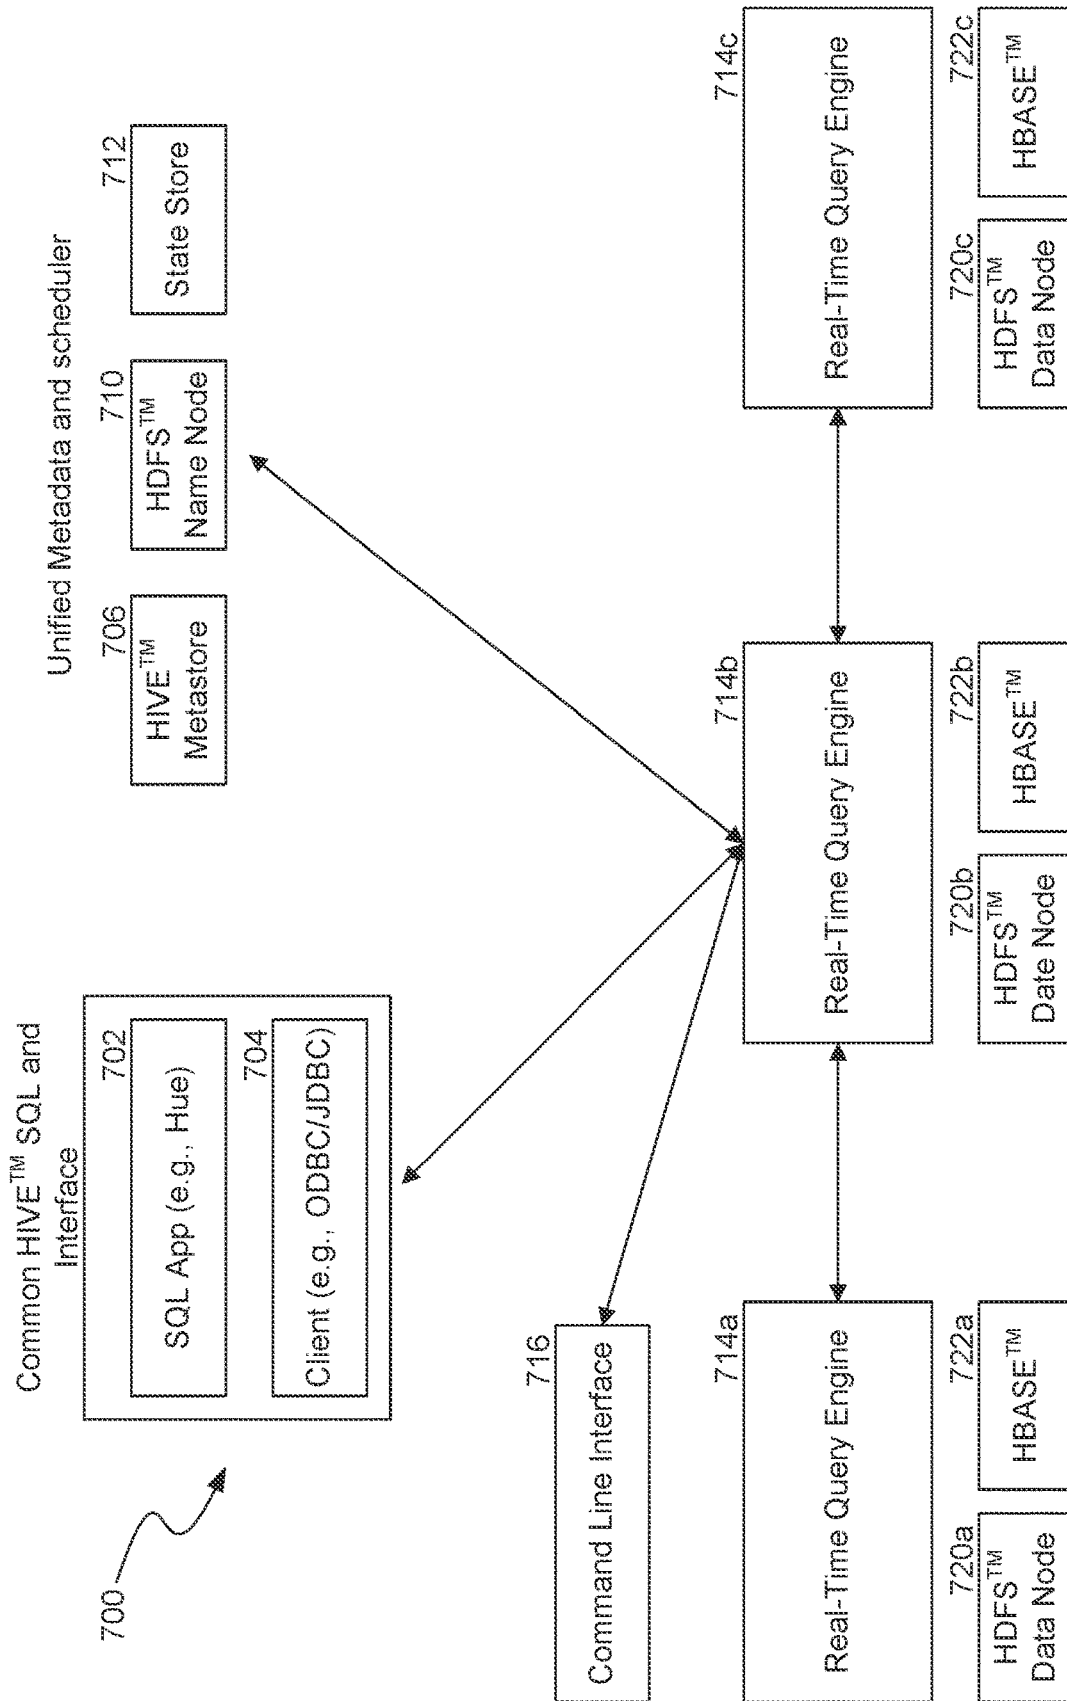 700
Common HIVE™ SQL and
Interface
702
SQL App (e.g., Hue)
704
Client (e.g., ODBC/JDBC)
Unified Metadata and scheduler
706
HIVE™
Metastore
710
HDFS™
Name Node
712
State Store
716
Command Line Interface
714a
Real-Time Query Engine
714b
Real-Time Query Engine
714c
Real-Time Query Engine
720a
HDFS™
Data Node
722a
HBASE™
720b
HDFS™
Date Node
722b
HBASE™
720c
HDFS™
Data Node
722c
HBASE™